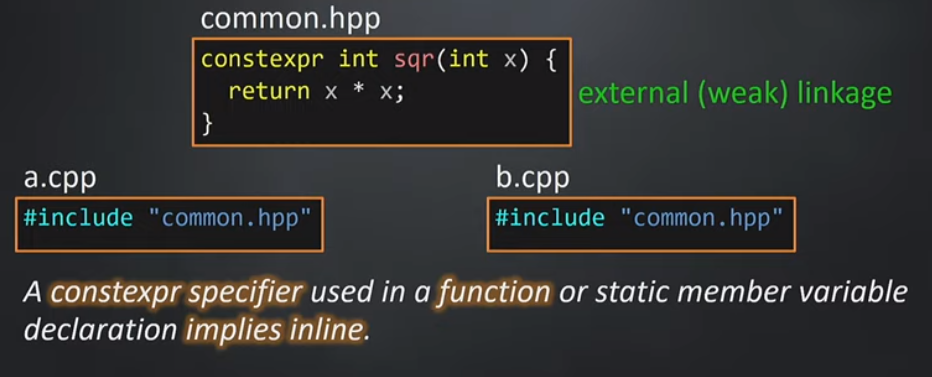 common.hpp
constexpr int sqr(int x) {
  return x * x;
}
external (weak) linkage
a.cpp
#include "common.hpp"
b.cpp
#include "common.hpp"
A constexpr specifier used in a function or static member variable
declaration implies inline.